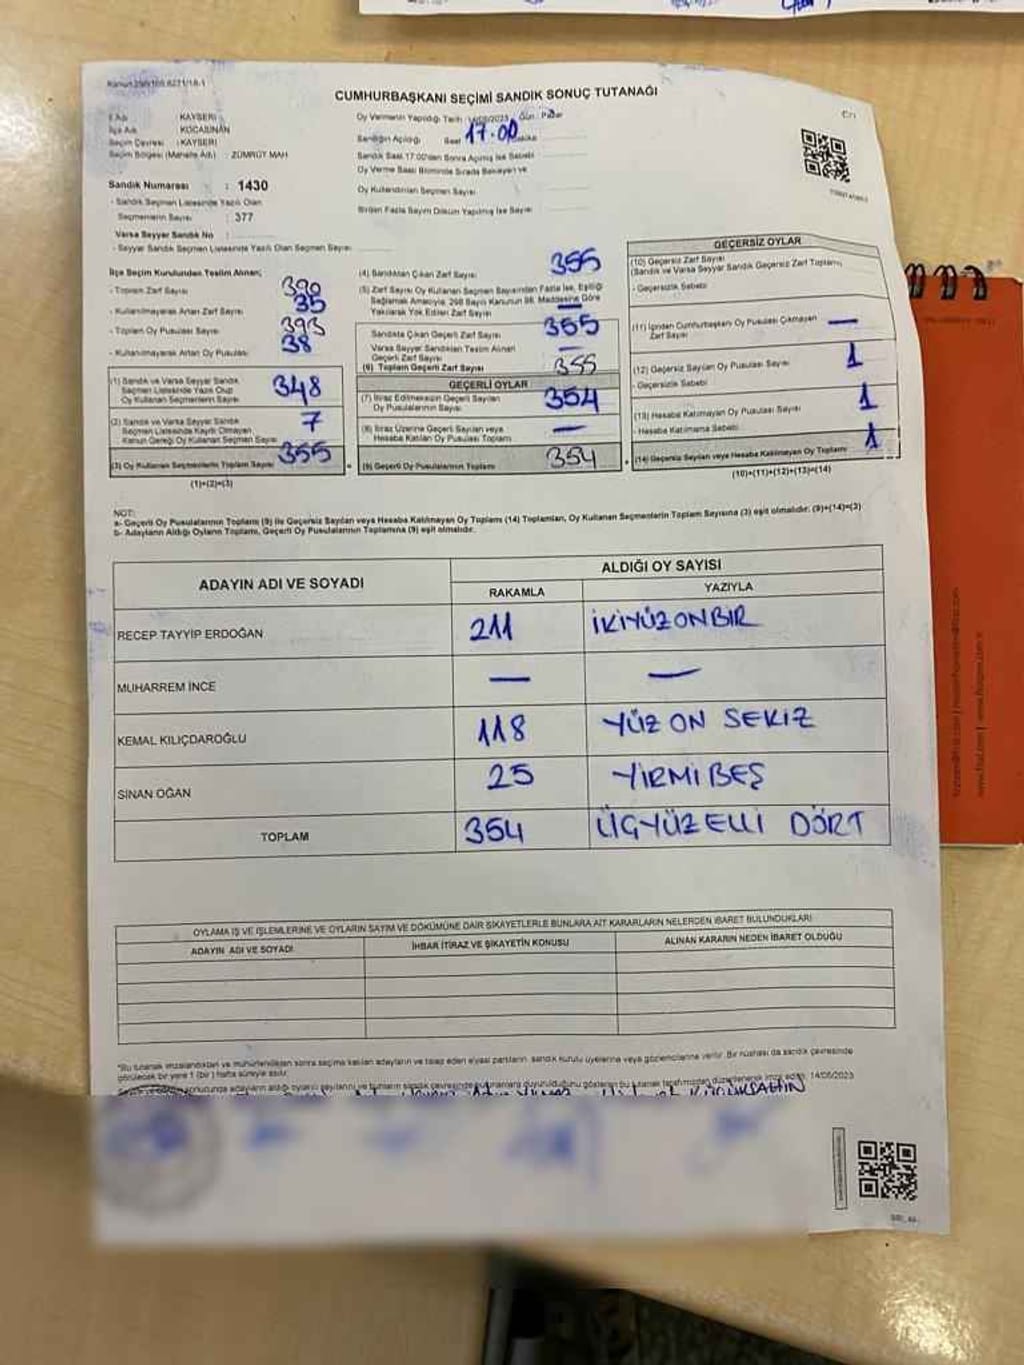 CUMHURBAŞKANI SEÇİMİ SANDIK SONUÇ TUTANAĞI
İl Adı : KAYSERİ
İlçe Adı : KOCASİNAN
Seçim Çevresi : KAYSERİ
Seçim Bölgesi (Mahalle Adı) : ZÜMRÜT MAH
Sandık Numarası : 1430
- Sandık Seçmen Listesinde Yazılı Olan
Seçmenlerin Sayısı : 377
Varsa Seyyar Sandık No :
- Seyyar Sandık Seçmen Listesinde Yazılı Olan Seçmen Sayısı
Oy Vermenin Yapıldığı Tarih : 14/05/2023 Gün : Pazar
Sandığın Açıldığı Saat 17.00 Dakika
Sandık Saat 17:00'den Sonra Açılmış İse Sebebi
Oy Verme Saati Bitiminde Sırada Bekleyen ve
Oy Kullandırılan Seçmen Sayısı
Birden Fazla Sayım Döküm Yapılmış İse Sayısı
İlçe Seçim Kurulundan Teslim Alınan;
- Toplam Zarf Sayısı 390
- Kullanılmayarak Artan Zarf Sayısı 35
- Toplam Oy Pusulası Sayısı 393
- Kullanılmayarak Artan Oy Pusulası 38
(1) Sandık ve Varsa Seyyar Sandık
Seçmen Listesinde Yazılı Olup
Oy Kullanan Seçmenlerin Sayısı 348
(2) Sandık ve Varsa Seyyar Sandık
Seçmen Listesinde Kayıtlı Olmayan
Kanun Gereği Oy Kullanan Seçmen Sayısı 7
(3) Oy Kullanan Seçmenlerin Toplam Sayısı 355
(1)+(2)=(3)
(4) Sandıktan Çıkan Zarf Sayısı 355
(5) Zarf Sayısı Oy Kullanan Seçmen Sayısından Fazla İse, Eşitliği
Sağlamak Amacıyla, 298 Sayılı Kanunun 98. Maddesine Göre
Yakılarak Yok Edilen Zarf Sayısı —
Sandıkta Çıkan Geçerli Zarf Sayısı 355
Varsa Seyyar Sandıktan Teslim Alınan
Geçerli Zarf Sayısı —
(6) Toplam Geçerli Zarf Sayısı 355
GEÇERLİ OYLAR
(7) İtiraz Edilmeksizin Geçerli Sayılan
Oy Pusulalarının Sayısı 354
(8) İtiraz Üzerine Geçerli Sayılan veya
Hesaba Katılan Oy Pusulası Toplamı —
(9) Geçerli Oy Pusulalarının Toplamı 354
GEÇERSİZ OYLAR
(10) Geçersiz Zarf Sayısı
(Sandık ve Varsa Seyyar Sandık Geçersiz Zarf Toplamı)
- Geçersizlik Sebebi
(11) İçinden Cumhurbaşkanı Oy Pusulası Çıkmayan
Zarf Sayısı —
(12) Geçersiz Sayılan Oy Pusulası Sayısı 1
- Geçersizlik Sebebi
(13) Hesaba Katılmayan Oy Pusulası Sayısı 1
- Hesaba Katılmama Sebebi
(14) Geçersiz Sayılan veya Hesaba Katılmayan Oy Toplamı 1
(10)+(11)+(12)+(13)=(14)
NOT:
a- Geçerli Oy Pusulalarının Toplamı (9) ile Geçersiz Sayılan veya Hesaba Katılmayan Oy Toplamı (14) Toplamları, Oy Kullanan Seçmenlerin Toplam Sayısına (3) eşit olmalıdır. (9)+(14)=(3)
b- Adayların Aldığı Oyların Toplamı, Geçerli Oy Pusulalarının Toplamına (9) eşit olmalıdır.
ADAYIN ADI VE SOYADI ALDIĞI OY SAYISI
RAKAMLA YAZIYLA
RECEP TAYYİP ERDOĞAN 211 İKİYÜZONBİR
MUHARREM İNCE — —
KEMAL KILIÇDAROĞLU 118 YÜZ ON SEKİZ
SİNAN OĞAN 25 YİRMİBEŞ
TOPLAM 354 ÜÇYÜZELLİ DÖRT
OYLAMA İŞ VE İŞLEMLERİNE VE OYLARIN SAYIM VE DÖKÜMÜNE DAİR ŞİKAYETLERLE BUNLARA AİT KARARLARIN NELERDEN İBARET BULUNDUKLARI
ADAYIN ADI VE SOYADI İHBAR İTİRAZ VE ŞİKAYETİN KONUSU ALINAN KARARIN NEDEN İBARET OLDUĞU
14/05/2023
KÜÇÜKŞAHİN